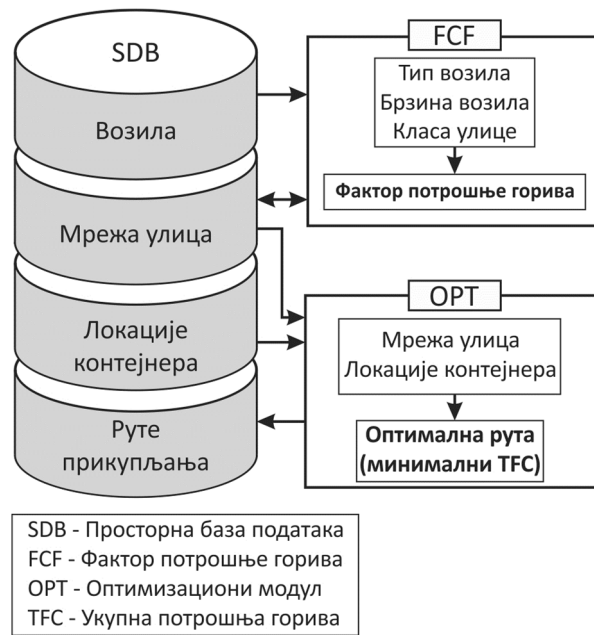 SDB
Возила
Мрежа улица
Локације
контејнера
Руте
прикупљања
FCF
Тип возила
Брзина возила
Класа улице
Фактор потрошње горива
OPT
Мрежа улица
Локације контејнера
Оптимална рута
(минимални TFC)
SDB - Просторна база података
FCF - Фактор потрошње горива
OPT - Оптимизациони модул
TFC - Укупна потрошња горива